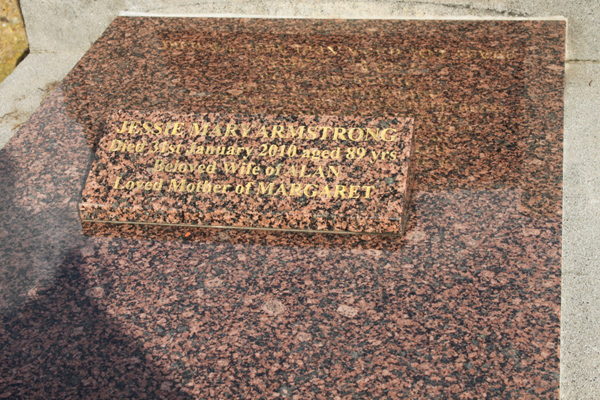 JESSIE MARY ARMSTRONG
Died 31st January 2010 aged 89 yrs
Beloved Wife of ALAN
Loved Mother of MARGARET